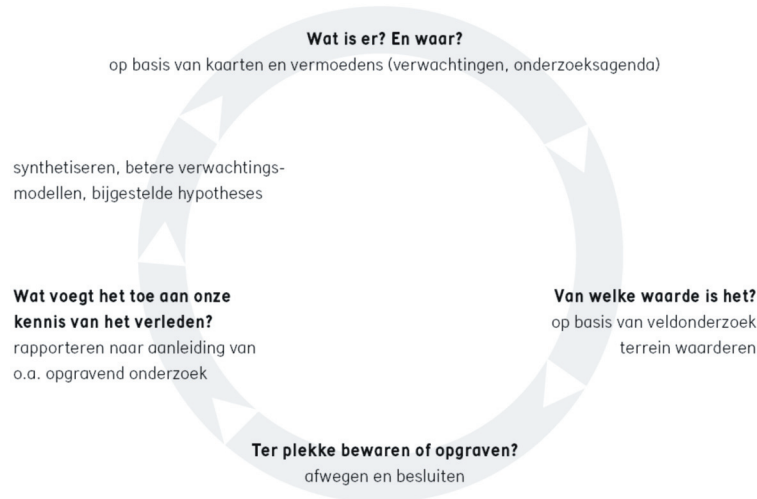 Wat is er? En waar?
op basis van kaarten en vermoedens (verwachtingen, onderzoeksagenda)
synthetiseren, betere verwachtings-
modellen, bijgestelde hypotheses
Wat voegt het toe aan onze
kennis van het verleden?
rapporteren naar aanleiding van
o.a. opgravend onderzoek
Van welke waarde is het?
op basis van veldonderzoek
terrein waarderen
Ter plekke bewaren of opgraven?
afwegen en besluiten